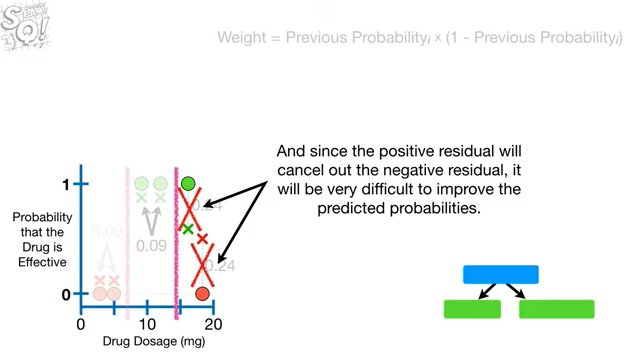 Weight = Previous Probabilityᵢ × (1 - Previous Probabilityᵢ)
And since the positive residual will
cancel out the negative residual, it
will be very difficult to improve the
predicted probabilities.
Probability
that the
Drug is
Effective
1
0
0.09
0.09
0.24
0.24
0
10
20
Drug Dosage (mg)